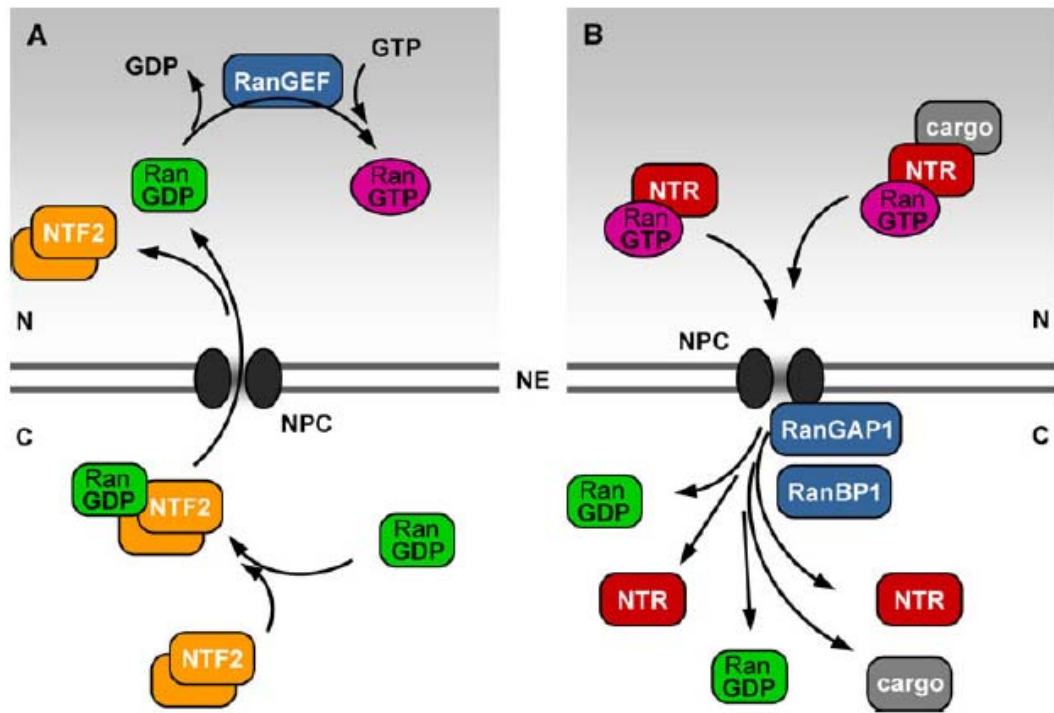 A
GDP
RanGEF
GTP
Ran
GDP
Ran
GTP
NTF2
N
NPC
C
Ran
GDP
NTF2
Ran
GDP
NTF2
NE
B
cargo
NTR
Ran
GTP
NTR
Ran
GTP
N
NPC
C
RanGAP1
RanBP1
Ran
GDP
NTR
NTR
Ran
GDP
cargo